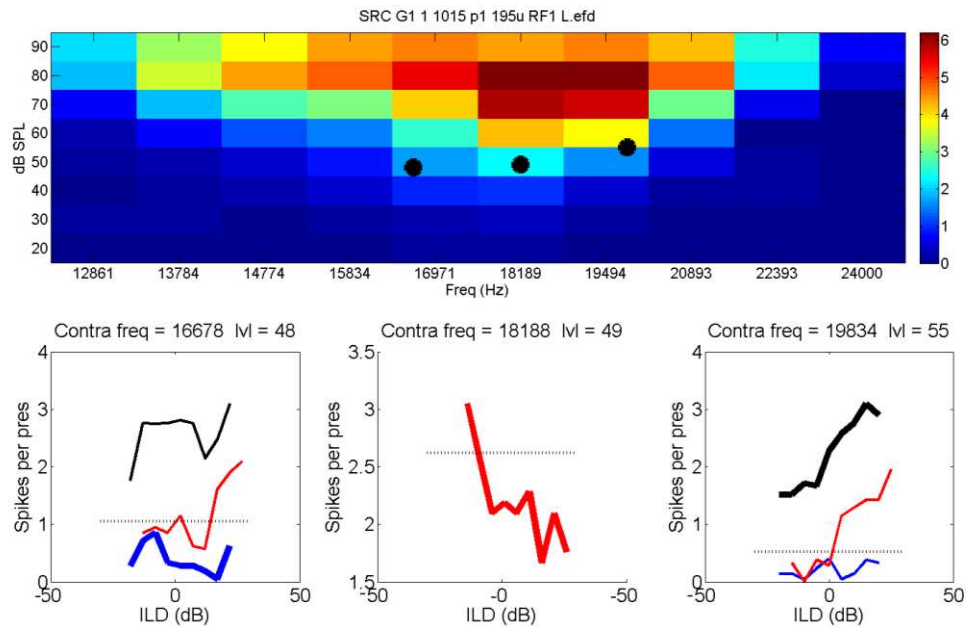 SRC G1 1 1015 p1 195u RF1 L.efd
dB SPL
90
80
70
60
50
40
30
20
12861 13784 14774 15834 16971 18189 19494 20893 22393 24000
Freq (Hz)
6
5
4
3
2
1
0
Contra freq = 16678 lvl = 48
Spikes per pres
4
3
2
1
0
-50 0 50
ILD (dB)
Contra freq = 18188 lvl = 49
Spikes per pres
3.5
3
2.5
2
1.5
-0 -50
ILD (dB)
Contra freq = 19834 lvl = 55
Spikes per pres
4
3
2
1
0
-50 0 50
ILD (dB)